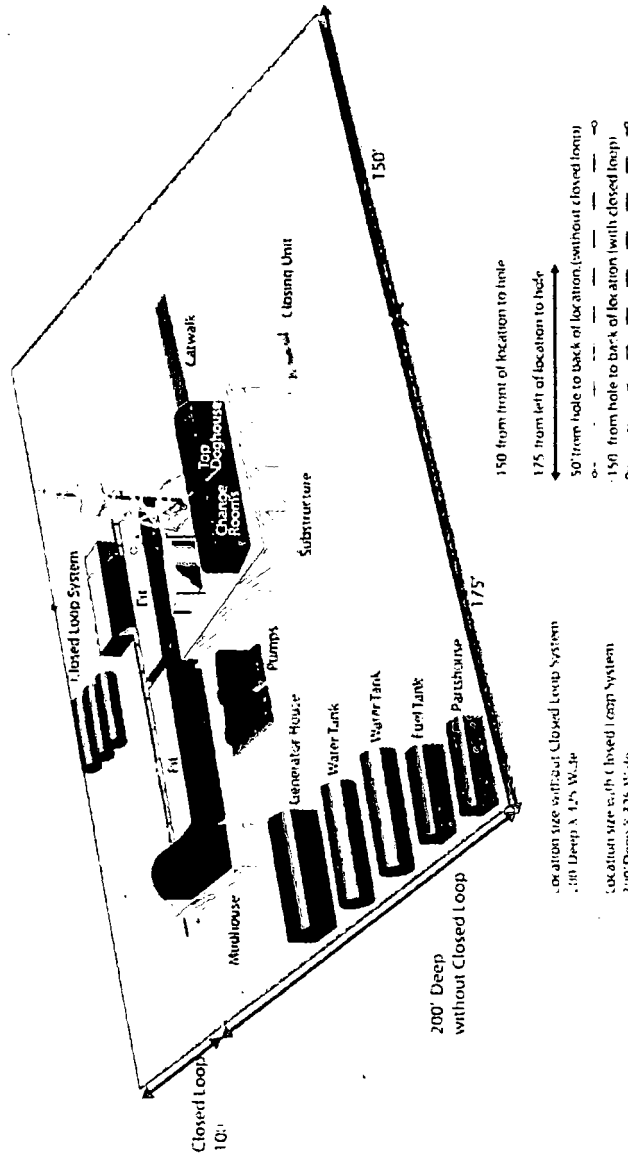 Closed Loop System
Pit
Pit
Catwalk
Top
Doghouse
Change
Rooms
Closing Unit
Substructure
Pumps
Mudhouse
Generator House
Water Tank
Water Tank
Fuel Tank
Partshouse
Closed Loop
200' Deep
without Closed Loop
175'
150'
150 from front of location to hole
175 from left of location to hole
50' from hole to back of location (without closed loop)
150 from hole to back of location (with closed loop)
Location size without Closed Loop System
Deep X Wide
Location size with Closed Loop System
Deep X Wide